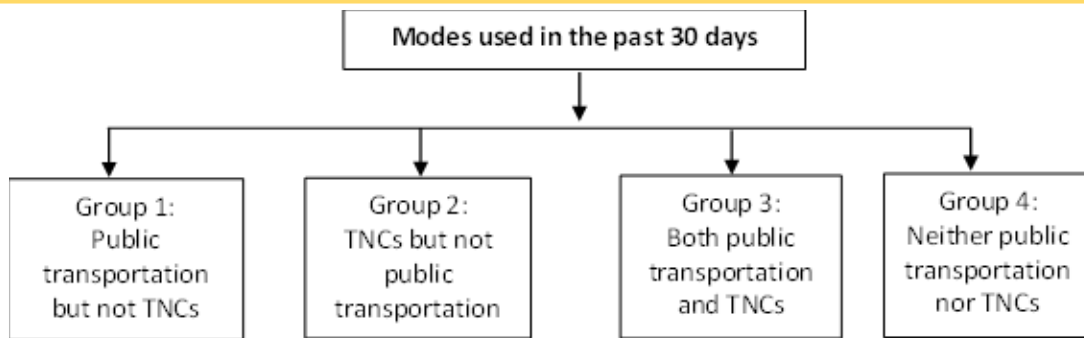 Modes used in the past 30 days
Group 1:
Public
transportation
but not TNCs
Group 2:
TNCs but not
public
transportation
Group 3:
Both public
transportation
and TNCs
Group 4:
Neither public
transportation
nor TNCs